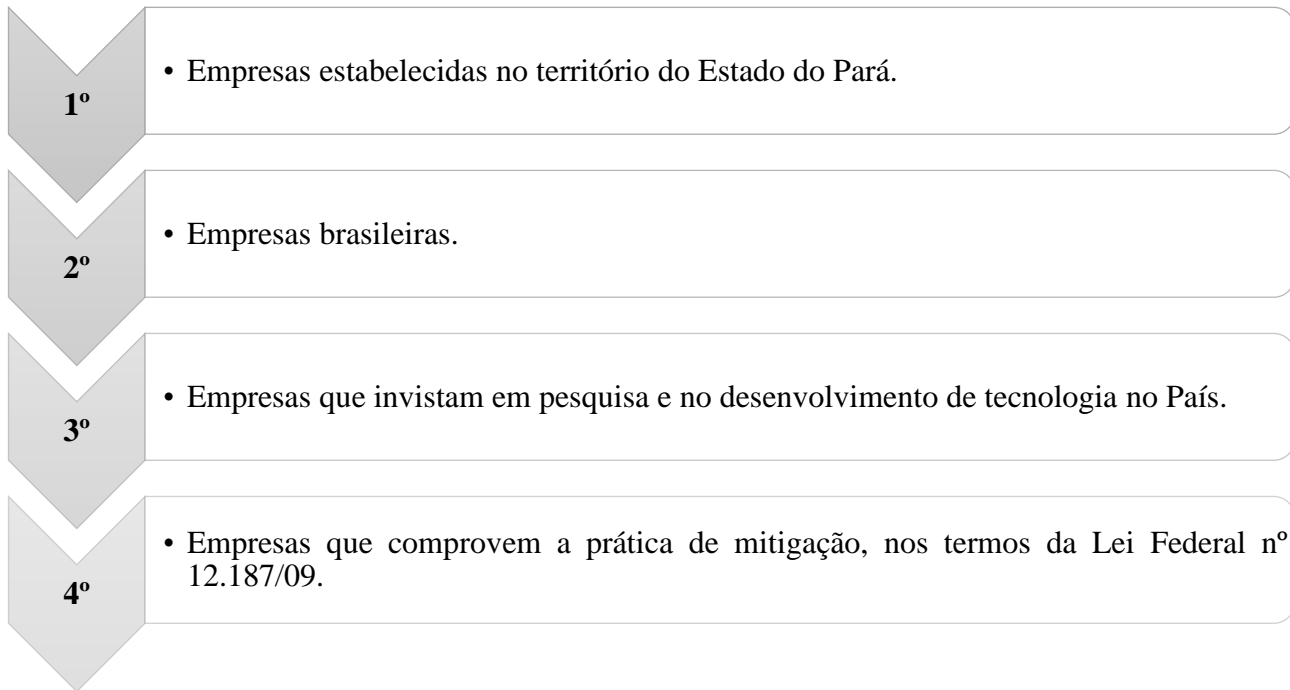 1º
• Empresas estabelecidas no território do Estado do Pará.
2º
• Empresas brasileiras.
3º
• Empresas que invistam em pesquisa e no desenvolvimento de tecnologia no País.
4º
• Empresas que comprovem a prática de mitigação, nos termos da Lei Federal nº
12.187/09.